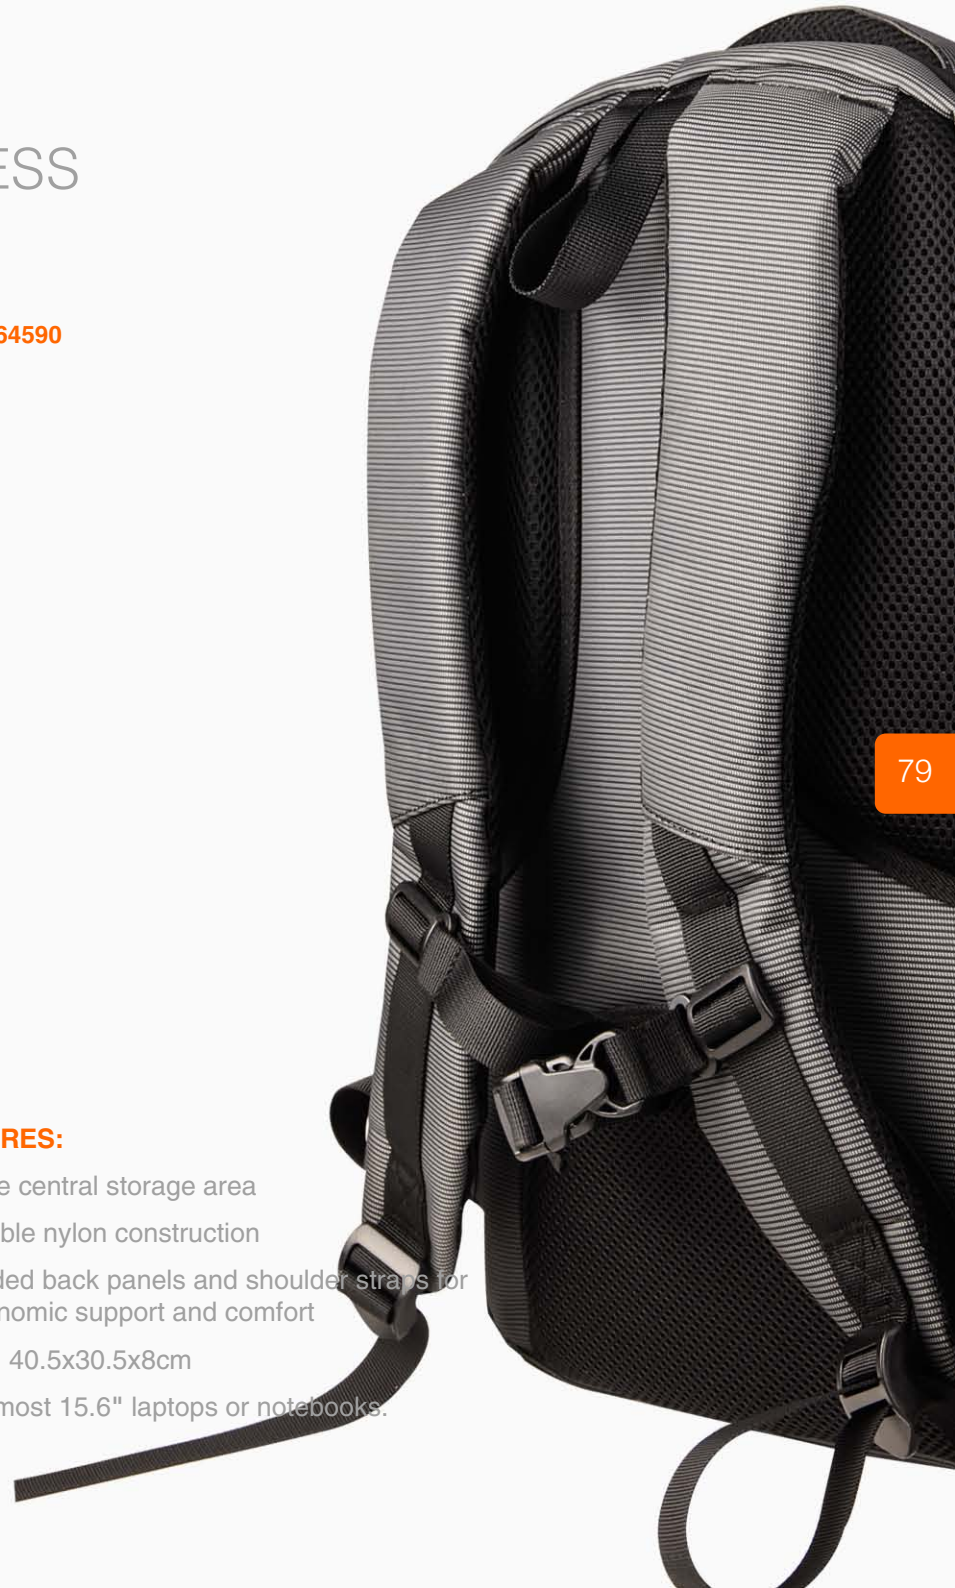 ESS
64590
79
RES:
e central storage area
ble nylon construction
ded back panels and shoulder straps for
nomic support and comfort
40.5x30.5x8cm
most 15.6" laptops or notebooks.